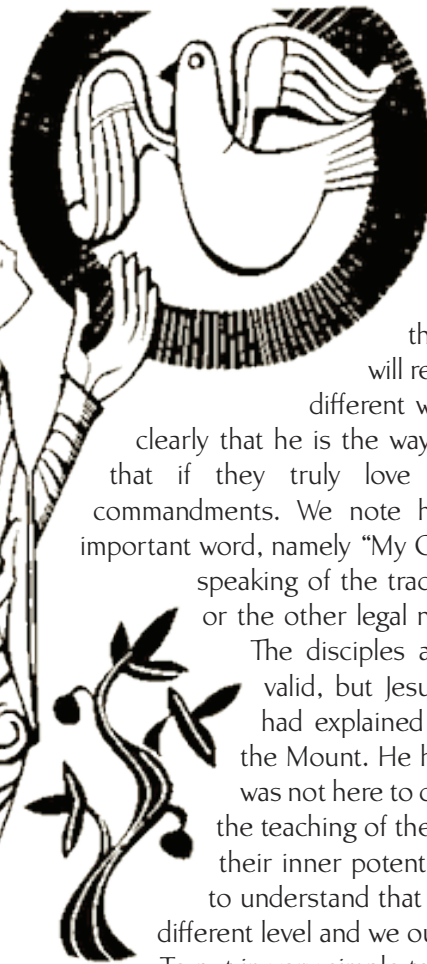 will re
different w
clearly that he is the way
that if they truly love
commandments. We note h
important word, namely “My C
speaking of the trad
or the other legal m
The disciples a
valid, but Jesu
had explained
the Mount. He h
was not here to c
the teaching of the
their inner potent
to understand that
different level and we ou